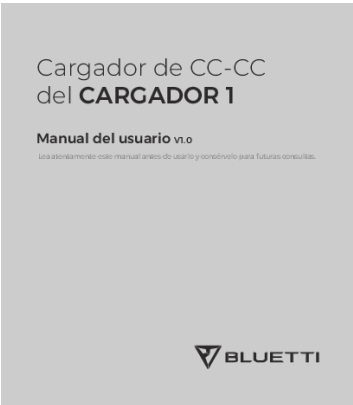 Cargador de CC-CC
del CARGADOR 1
Manual del usuario V1.0
Lea atentamente este manual antes de usarlo y consérvelo para futuras consultas.
BLUETTI